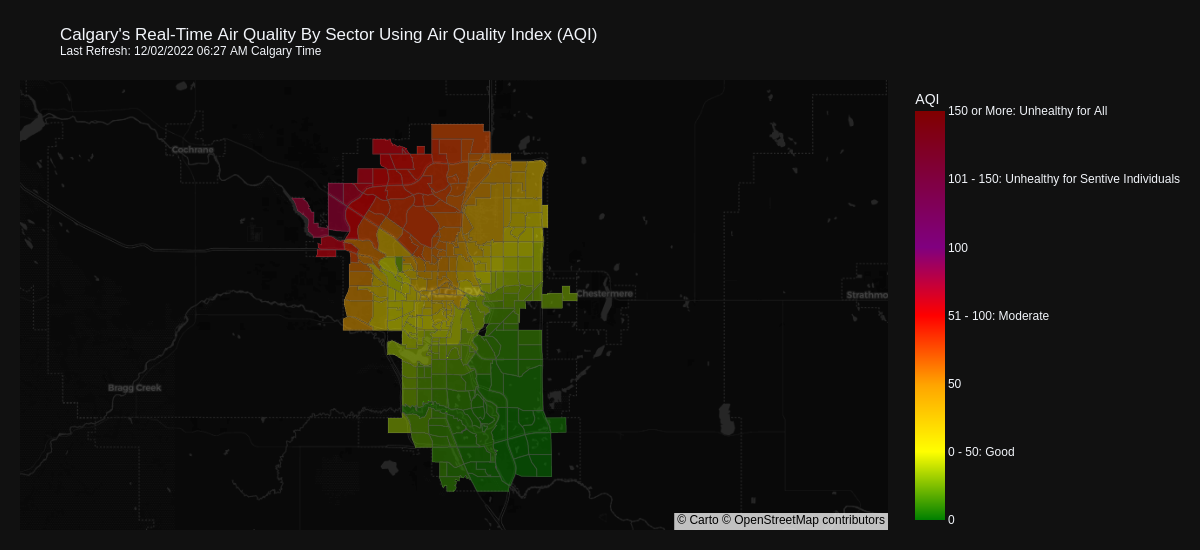 Calgary's Real-Time Air Quality By Sector Using Air Quality Index (AQI)
Last Refresh: 12/02/2022 06:27 AM Calgary Time
AQI
150 or More: Unhealthy for All
Cochrane
101 - 150: Unhealthy for Sentive Individuals
100
Chestermere
Strathmo
51 - 100: Moderate
Bragg Creek
50
0 - 50: Good
© Carto © OpenStreetMap contributors
0